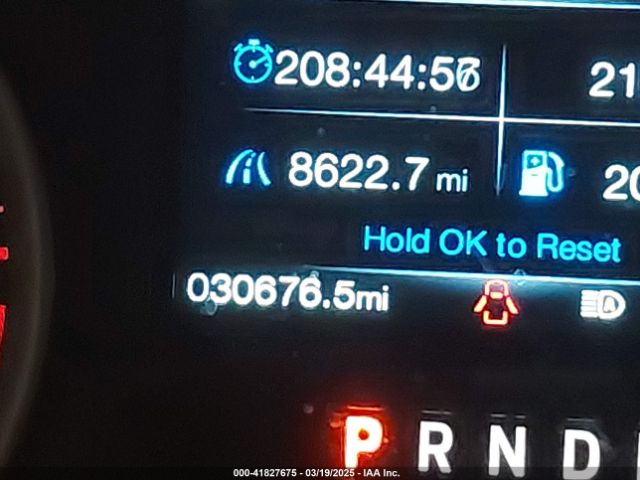 208:44:56 21
8622.7 mi 20
Hold OK to Reset
030676.5mi
P R N D
000-41827675 - 03/19/2025 - IAA Inc.